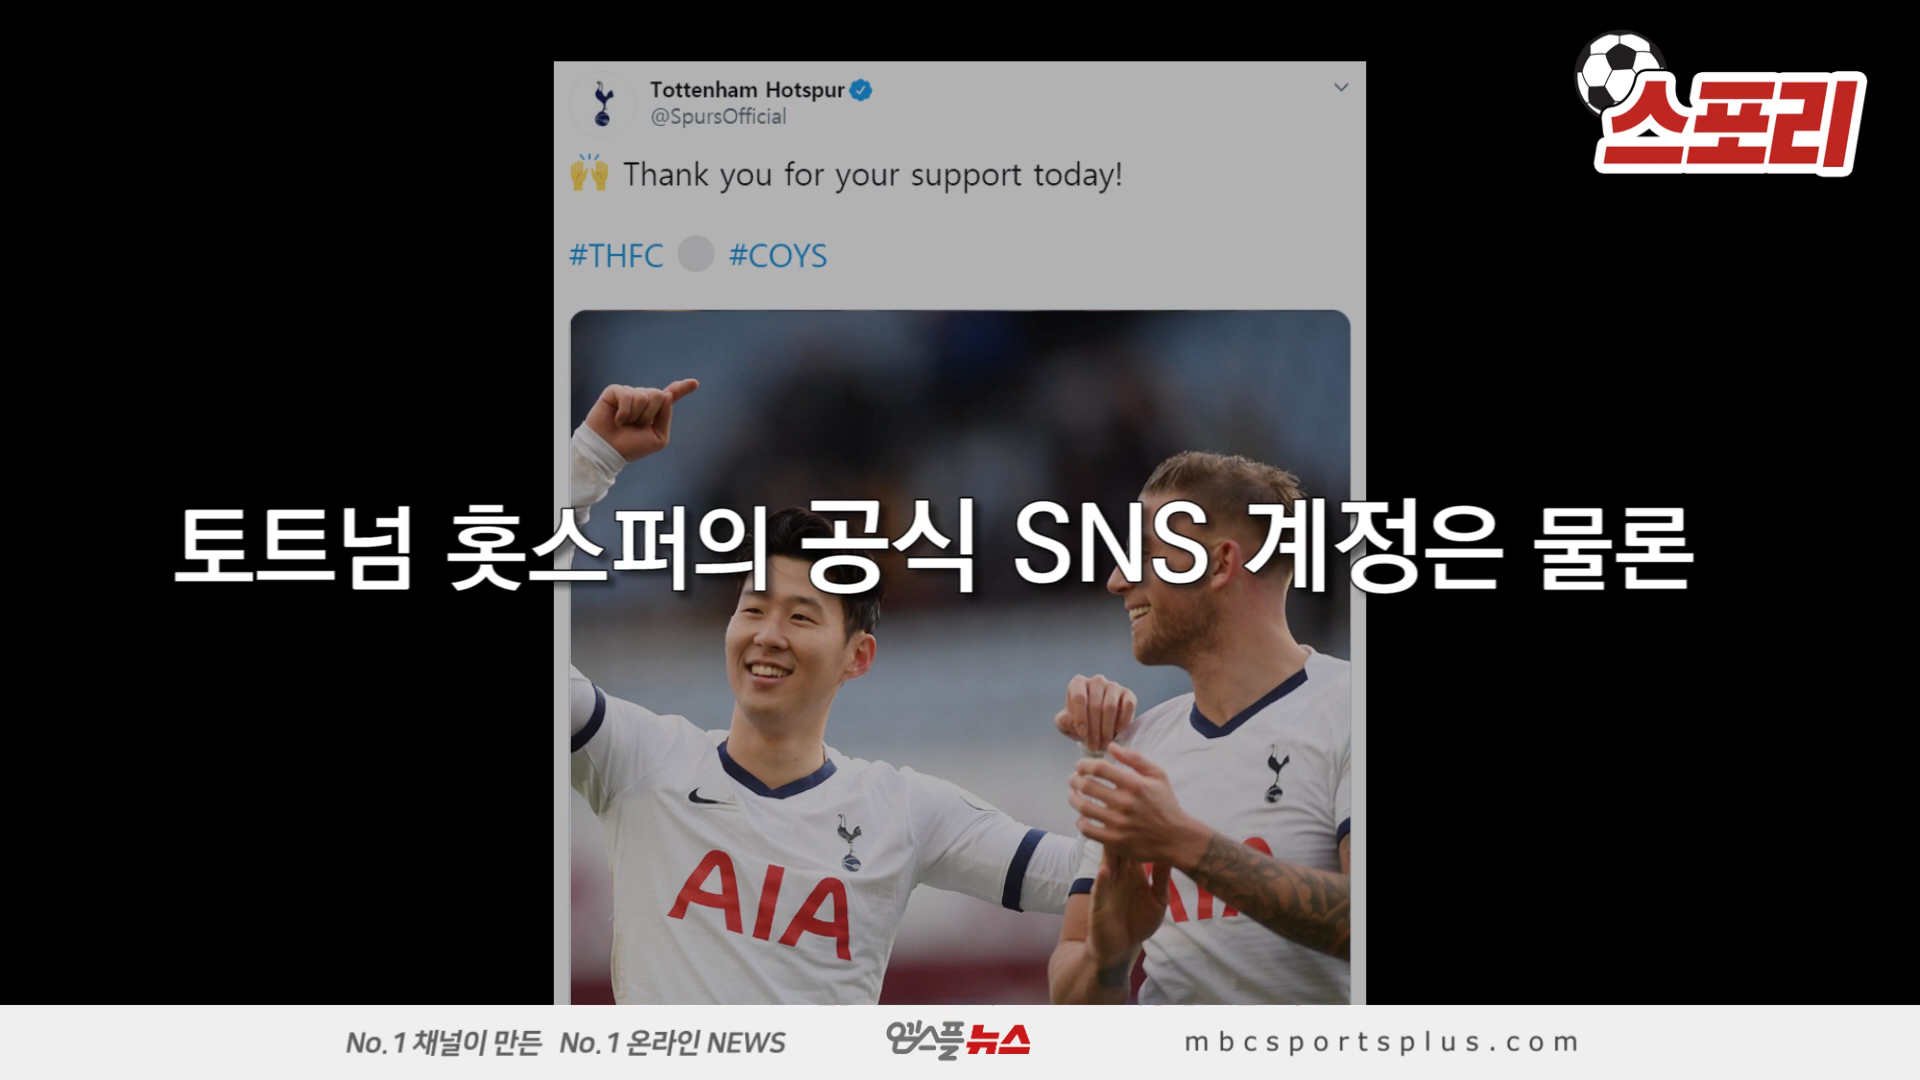 Tottenham Hotspur
@SpursOfficial
🙌 Thank you for your support today!
#THFC ⚪ #COYS
스포리
토트넘 홋스퍼의 공식 SNS 계정은 물론
AIA
AIA
No.1 채널이 만든 No.1 온라인 NEWS
엠스플뉴스
mbcsportsplus.com